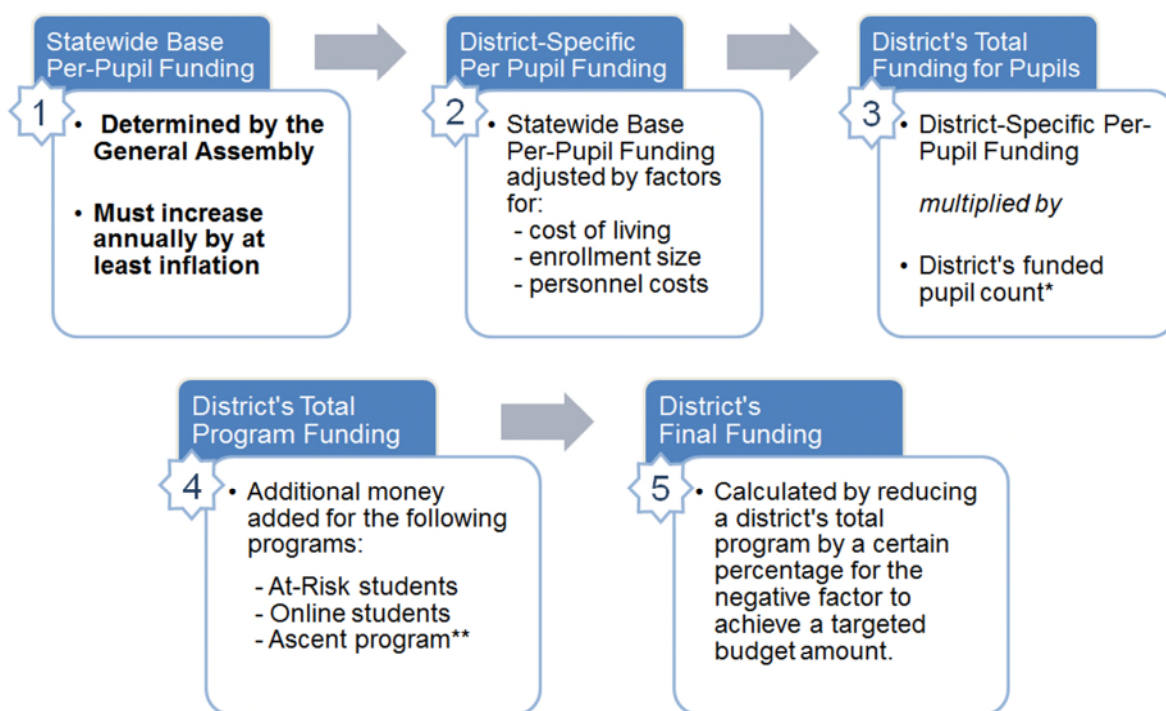 Statewide Base
Per-Pupil Funding
1
• Determined by the
General Assembly
• Must increase
annually by at
least inflation
District-Specific
Per Pupil Funding
2
• Statewide Base
Per-Pupil Funding
adjusted by factors
for:
- cost of living
- enrollment size
- personnel costs
District's Total
Funding for Pupils
3
• District-Specific Per-
Pupil Funding
multiplied by
• District's funded
pupil count*
District's Total
Program Funding
4
• Additional money
added for the following
programs:
- At-Risk students
- Online students
- Ascent program**
District's
Final Funding
5
• Calculated by reducing
a district's total
program by a certain
percentage for the
negative factor to
achieve a targeted
budget amount.